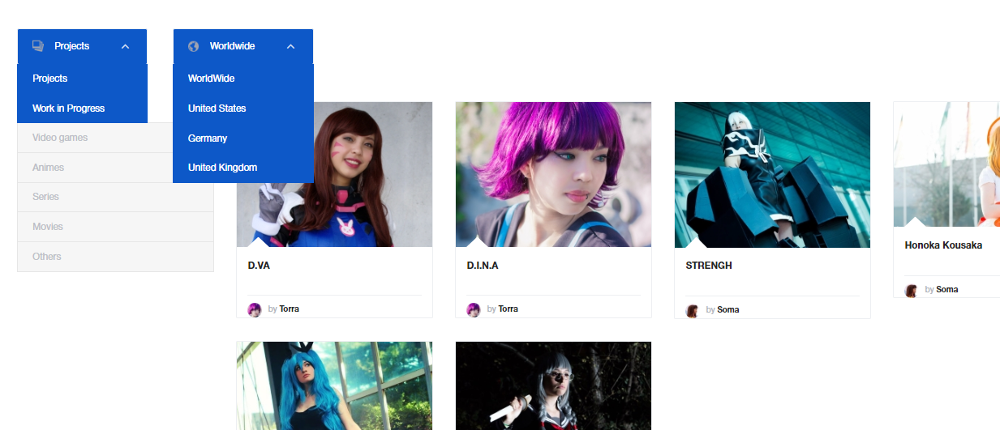 Projects
Worldwide
Projects
Work in Progress
WorldWide
United States
Germany
United Kingdom
Video games
Animes
Series
Movies
Others
D.VA
by Torra
D.I.N.A
by Torra
STRENGH
by Soma
Honoka Kousaka
by Soma